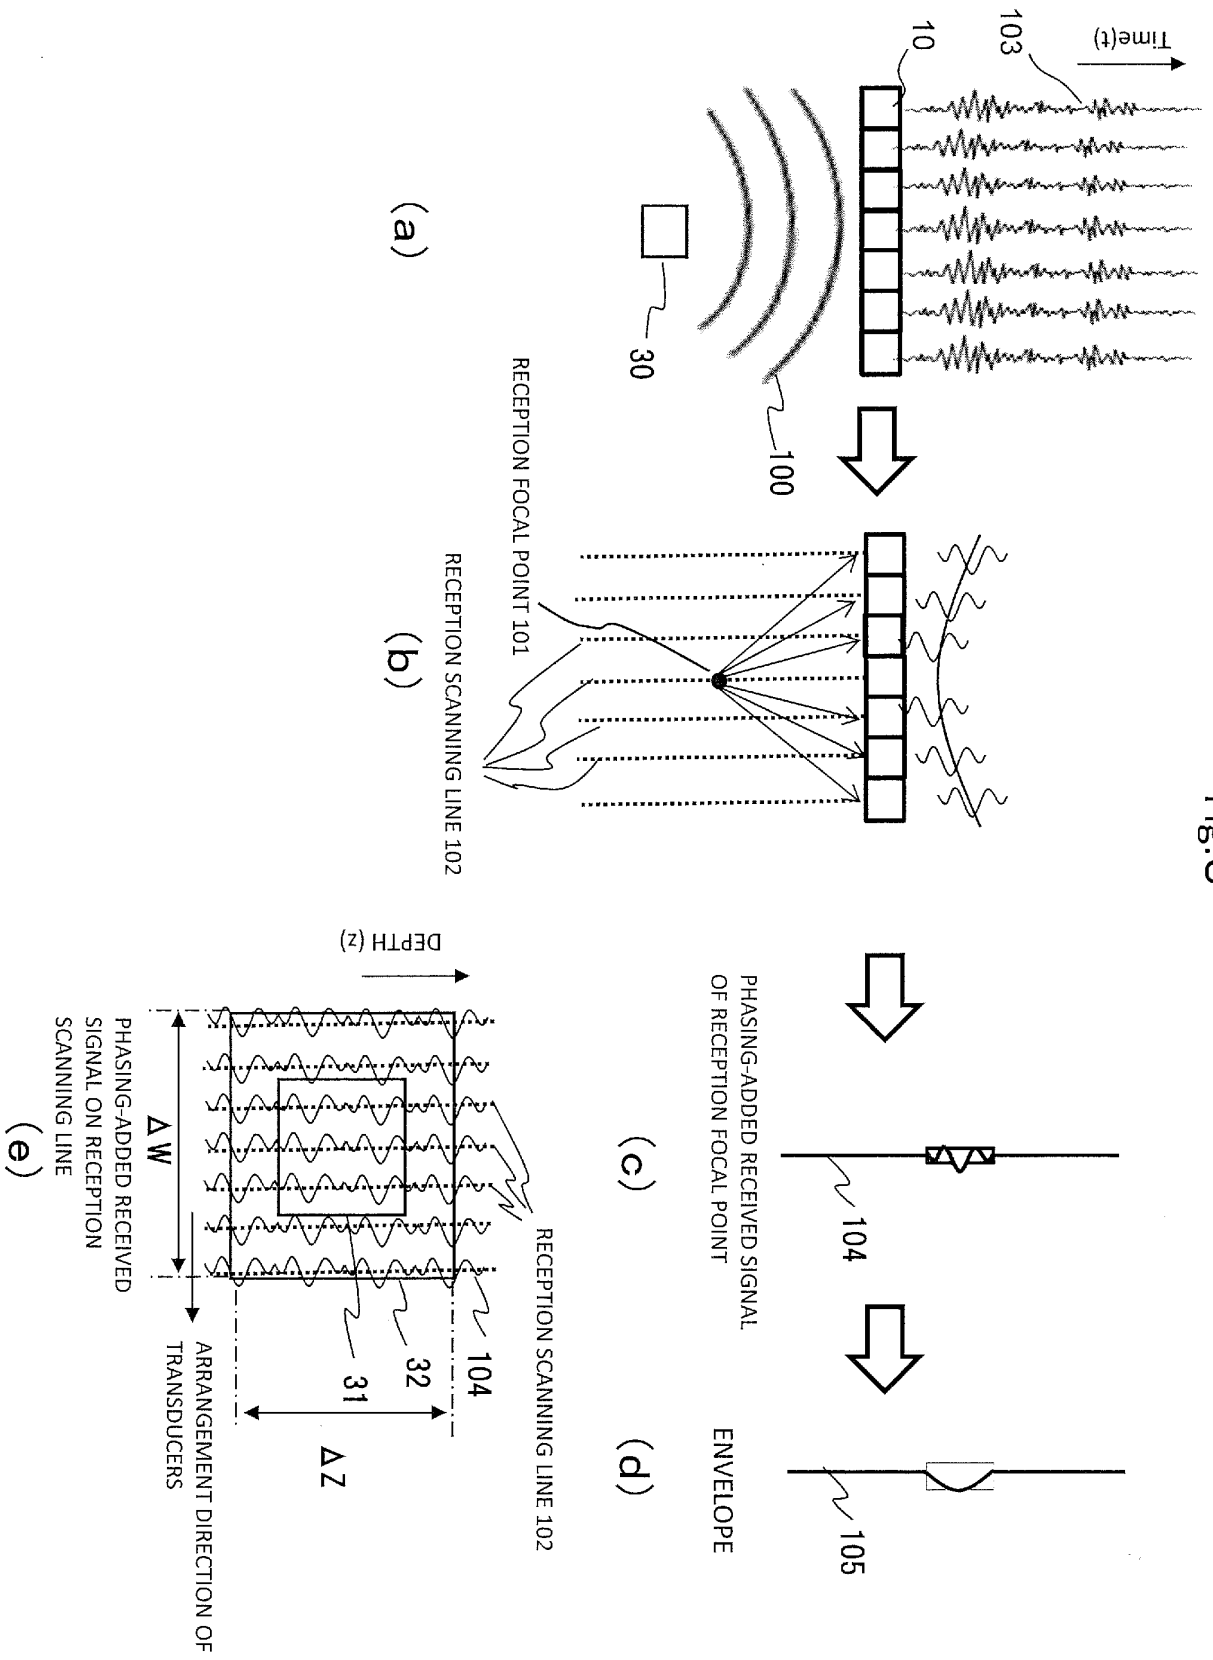 Time(t)
103
10
30
100
(a)
RECEPTION FOCAL POINT 101
RECEPTION SCANNING LINE 102
(b)
PHASING-ADDED RECEIVED SIGNAL
OF RECEPTION FOCAL POINT
104
(c)
ENVELOPE
105
(d)
DEPTH (z)
RECEPTION SCANNING LINE 102
104
32
31
ΔZ
ΔW
ARRANGEMENT DIRECTION OF
TRANSDUCERS
PHASING-ADDED RECEIVED
SIGNAL ON RECEPTION
SCANNING LINE
(e)